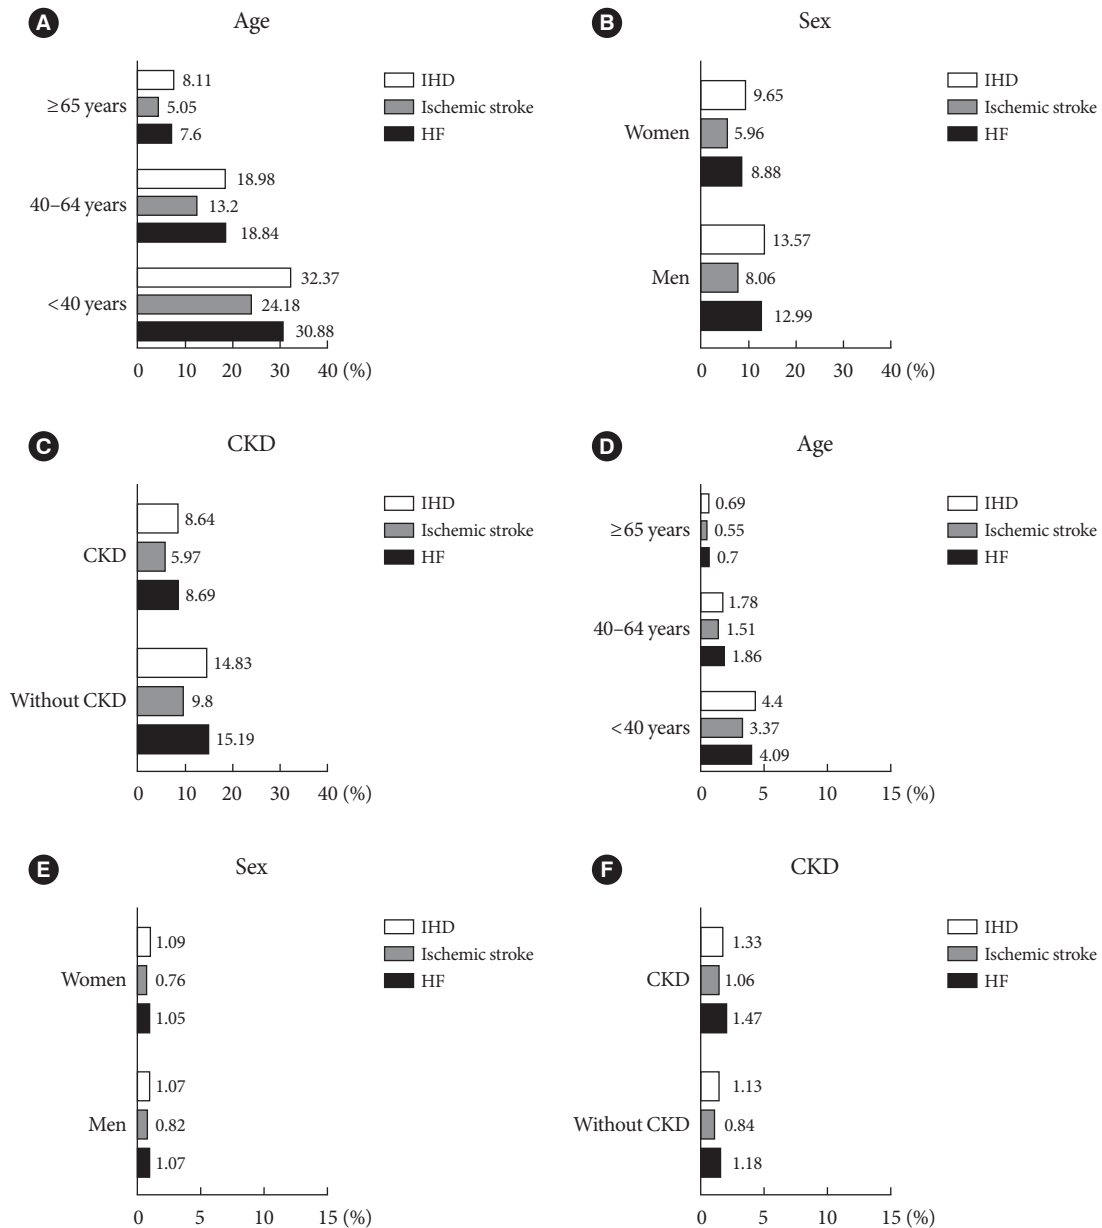 A Age
≥65 years
8.11
5.05
7.6
40–64 years
18.98
13.2
18.84
<40 years
32.37
24.18
30.88
0 10 20 30 40 (%)
IHD
Ischemic stroke
HF
B Sex
Women
9.65
5.96
8.88
Men
13.57
8.06
12.99
0 10 20 30 40 (%)
IHD
Ischemic stroke
HF
C CKD
CKD
8.64
5.97
8.69
Without CKD
14.83
9.8
15.19
0 10 20 30 40 (%)
IHD
Ischemic stroke
HF
D Age
≥65 years
0.69
0.55
0.7
40–64 years
1.78
1.51
1.86
<40 years
4.4
3.37
4.09
0 5 10 15 (%)
IHD
Ischemic stroke
HF
E Sex
Women
1.09
0.76
1.05
Men
1.07
0.82
1.07
0 5 10 15 (%)
IHD
Ischemic stroke
HF
F CKD
CKD
1.33
1.06
1.47
Without CKD
1.13
0.84
1.18
0 5 10 15 (%)
IHD
Ischemic stroke
HF